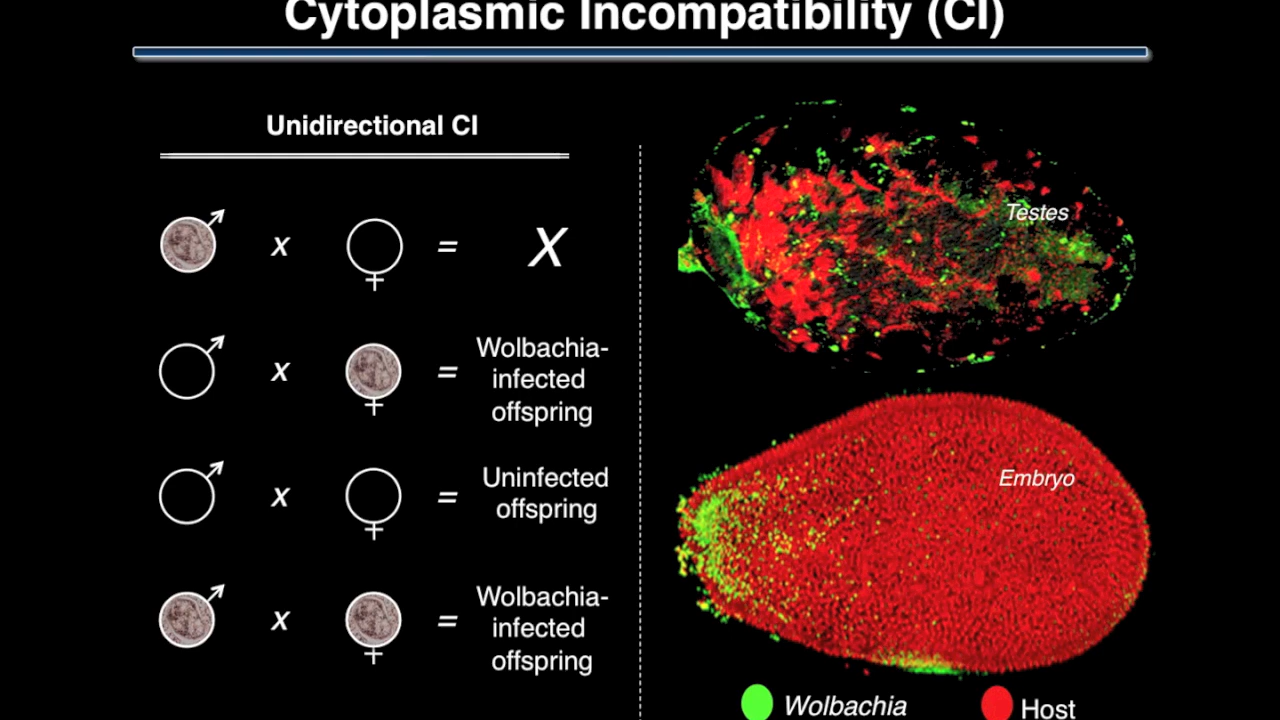 Cytoplasmic Incompatibility (CI)
Unidirectional CI
x = X
x = Wolbachia-
infected
offspring
x = Uninfected
offspring
x = Wolbachia-
infected
offspring
Testes
Embryo
Wolbachia Host